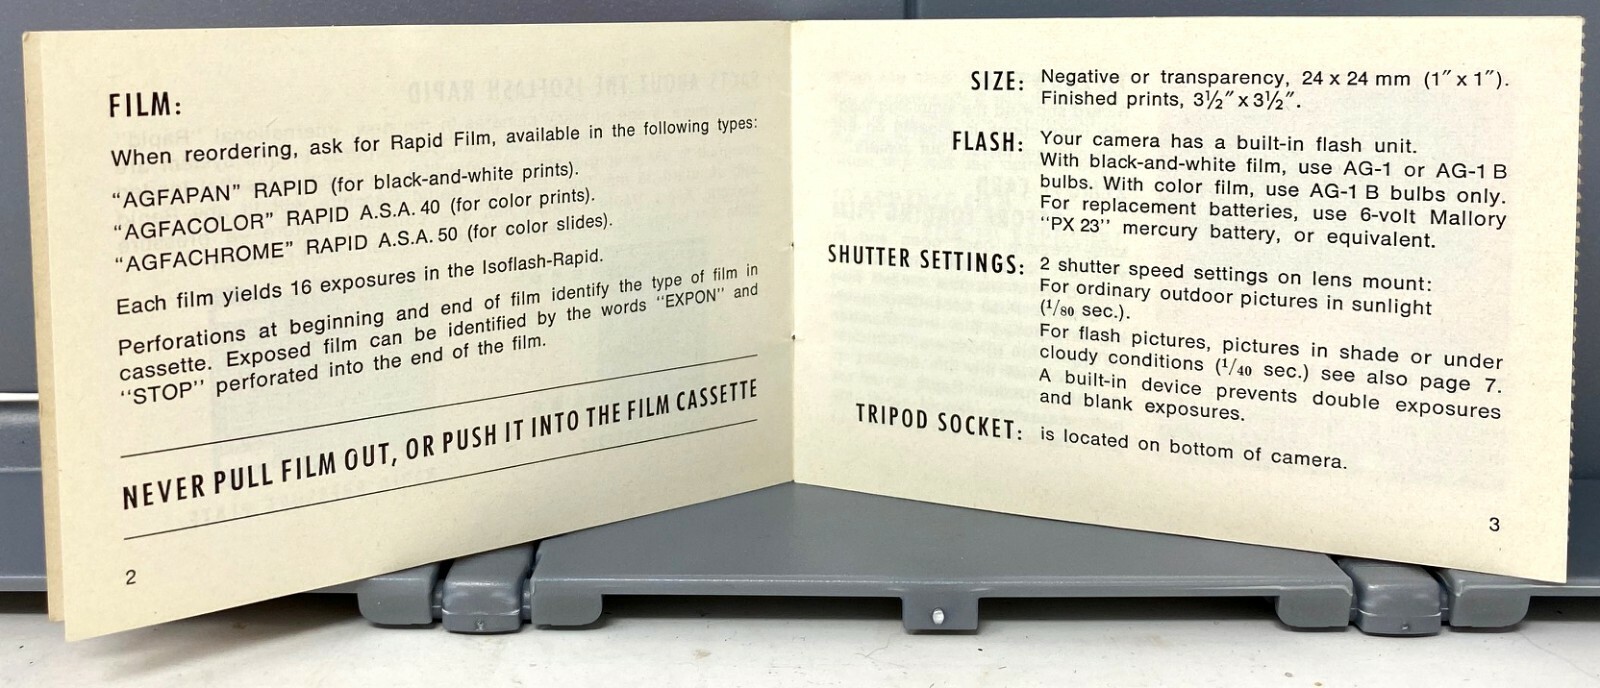 FILM:
When reordering, ask for Rapid Film, available in the following types:
“AGFAPAN” RAPID (for black-and-white prints).
“AGFACOLOR” RAPID A.S.A. 40 (for color prints).
“AGFACHROME” RAPID A.S.A. 50 (for color slides).
Each film yields 16 exposures in the Isoflash-Rapid.
Perforations at beginning and end of film identify the type of film in
cassette. Exposed film can be identified by the words “EXPON” and
“STOP” perforated into the end of the film.
NEVER PULL FILM OUT, OR PUSH IT INTO THE FILM CASSETTE
2
SIZE: Negative or transparency, 24 x 24 mm (1″ x 1″).
Finished prints, 3½″ x 3½″.
FLASH: Your camera has a built-in flash unit.
With black-and-white film, use AG-1 or AG-1 B
bulbs. With color film, use AG-1 B bulbs only.
For replacement batteries, use 6-volt Mallory
“PX 23” mercury battery, or equivalent.
SHUTTER SETTINGS: 2 shutter speed settings on lens mount:
For ordinary outdoor pictures in sunlight
(1/80 sec.).
For flash pictures, pictures in shade or under
cloudy conditions (1/40 sec.) see also page 7.
A built-in device prevents double exposures
and blank exposures.
TRIPOD SOCKET: is located on bottom of camera.
3